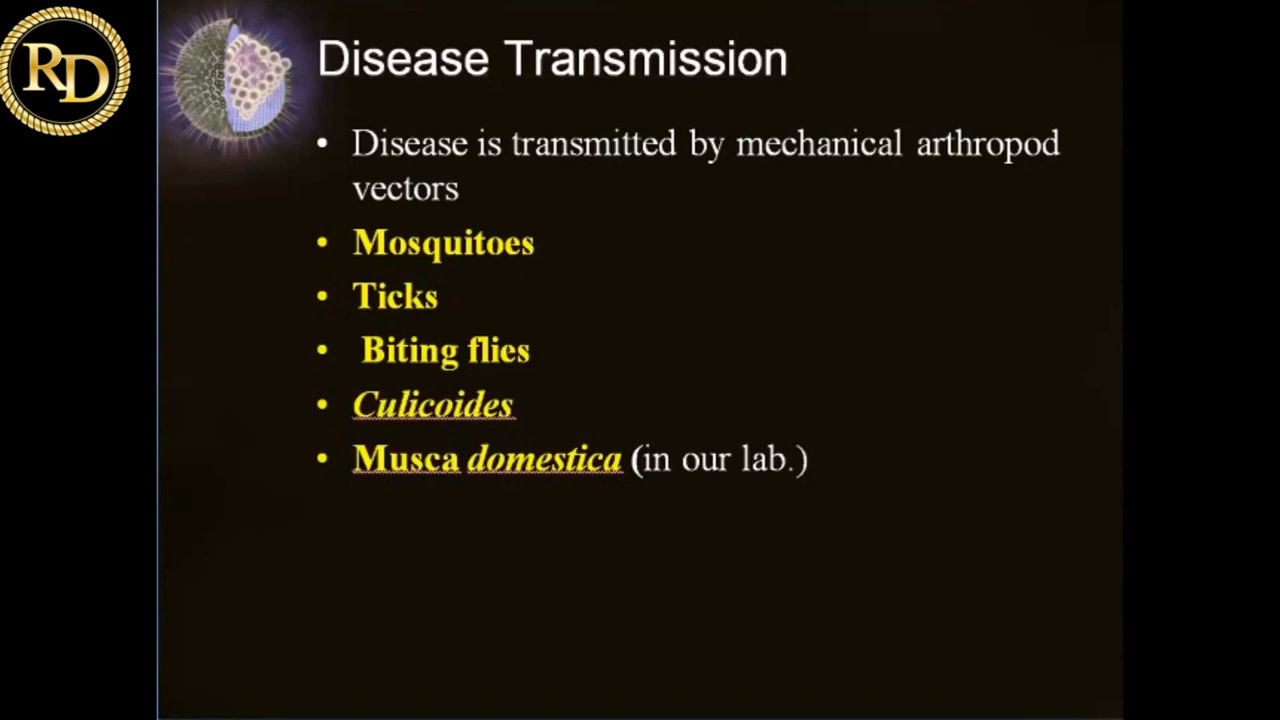 RD
Disease Transmission
• Disease is transmitted by mechanical arthropod
vectors
• Mosquitoes
• Ticks
• Biting flies
• Culicoides
• Musca domestica (in our lab.)